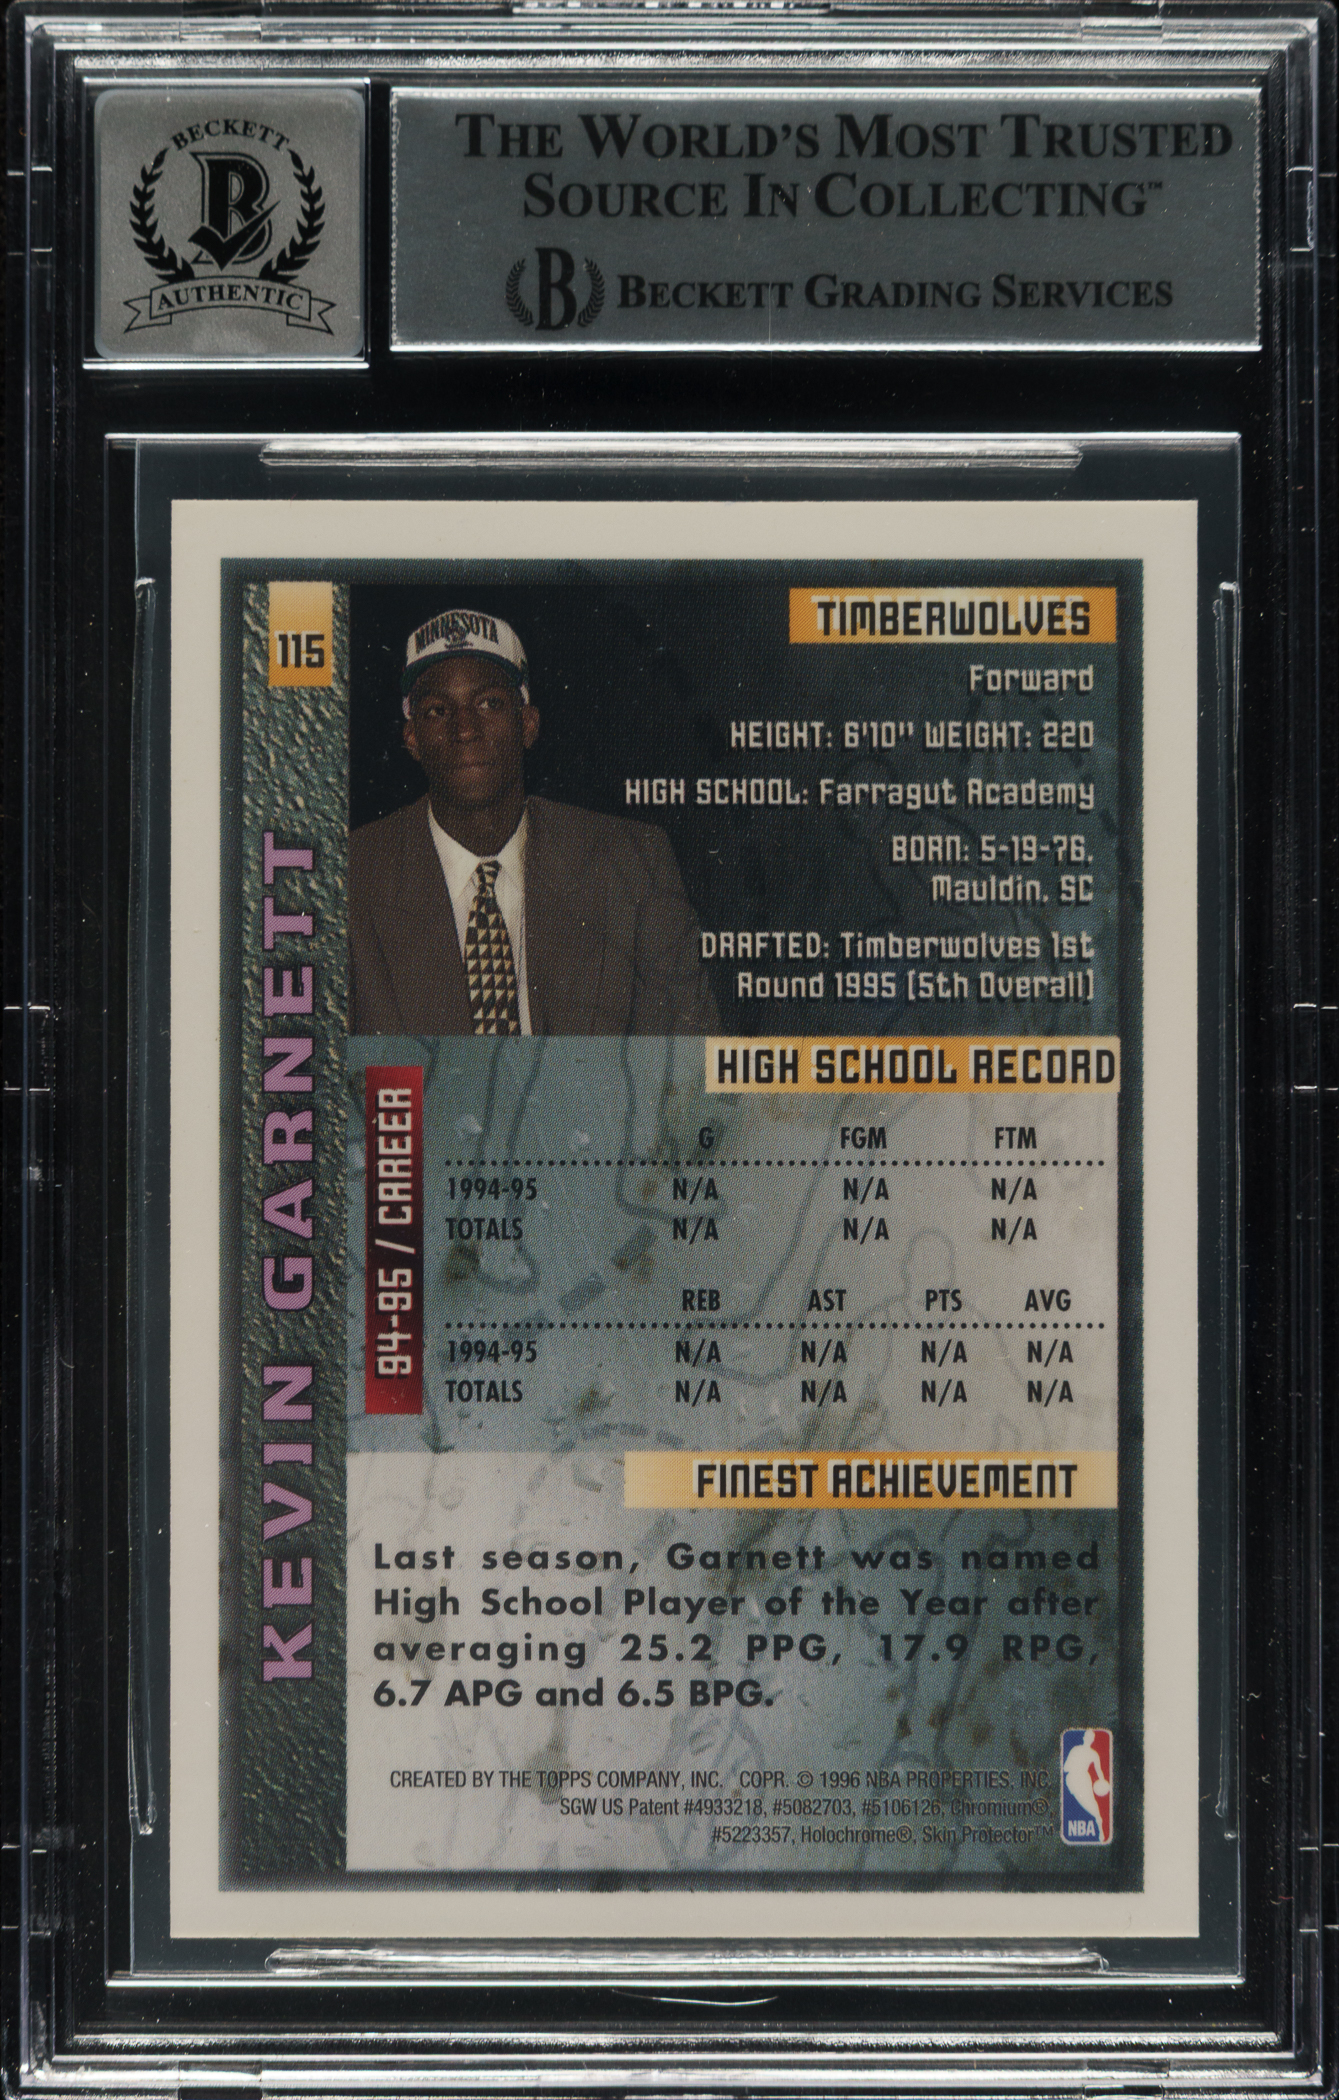 BECKETT
B
AUTHENTIC
THE WORLD'S MOST TRUSTED
SOURCE IN COLLECTING™
B BECKETT GRADING SERVICES
115
MINNESOTA
TIMBERWOLVES
Forward
HEIGHT: 6'10" WEIGHT: 220
HIGH SCHOOL: Farragut Academy
BORN: 5-19-76,
Mauldin, SC
DRAFTED: Timberwolves 1st
Round 1995 (5th Overall)
KEVIN GARNETT
HIGH SCHOOL RECORD
94-95 / CAREER
G FGM FTM
1994-95 N/A N/A N/A
TOTALS N/A N/A N/A
REB AST PTS AVG
1994-95 N/A N/A N/A N/A
TOTALS N/A N/A N/A N/A
FINEST ACHIEVEMENT
Last season, Garnett was named
High School Player of the Year after
averaging 25.2 PPG, 17.9 RPG,
6.7 APG and 6.5 BPG.
CREATED BY THE TOPPS COMPANY, INC. COPR. © 1996 NBA PROPERTIES, INC.
SGW US Patent #4933218, #5082703, #5106126, Chromium®,
#5223357, Holochrome®, Skin Protector™
NBA